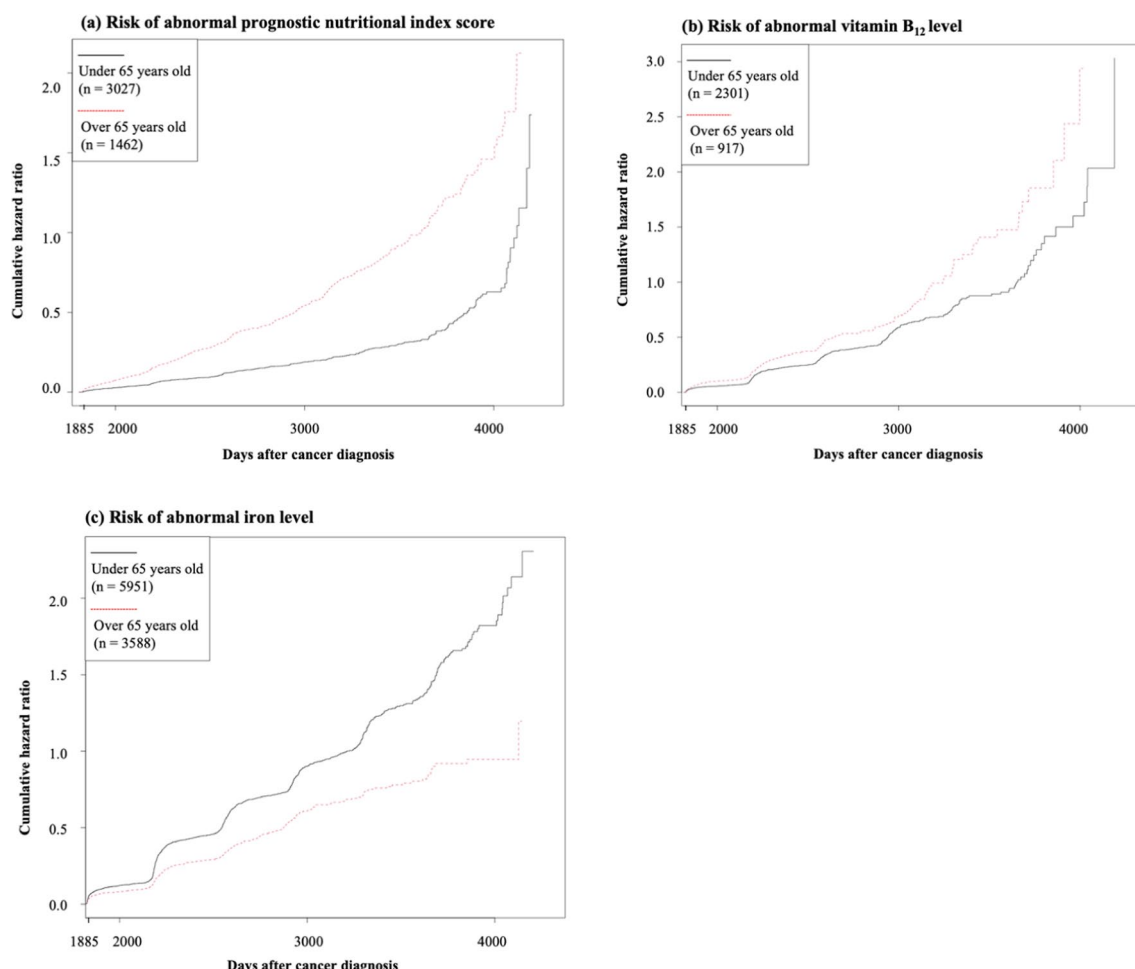 (a) Risk of abnormal prognostic nutritional index score
Under 65 years old
(n = 3027)
Over 65 years old
(n = 1462)
2.0
1.5
1.0
0.5
0.0
Cumulative hazard ratio
1885 2000 3000 4000
Days after cancer diagnosis
(b) Risk of abnormal vitamin B12 level
Under 65 years old
(n = 2301)
Over 65 years old
(n = 917)
3.0
2.5
2.0
1.5
1.0
0.5
0.0
Cumulative hazard ratio
1885 2000 3000 4000
Days after cancer diagnosis
(c) Risk of abnormal iron level
Under 65 years old
(n = 5951)
Over 65 years old
(n = 3588)
2.0
1.5
1.0
0.5
0.0
Cumulative hazard ratio
1885 2000 3000 4000
Days after cancer diagnosis